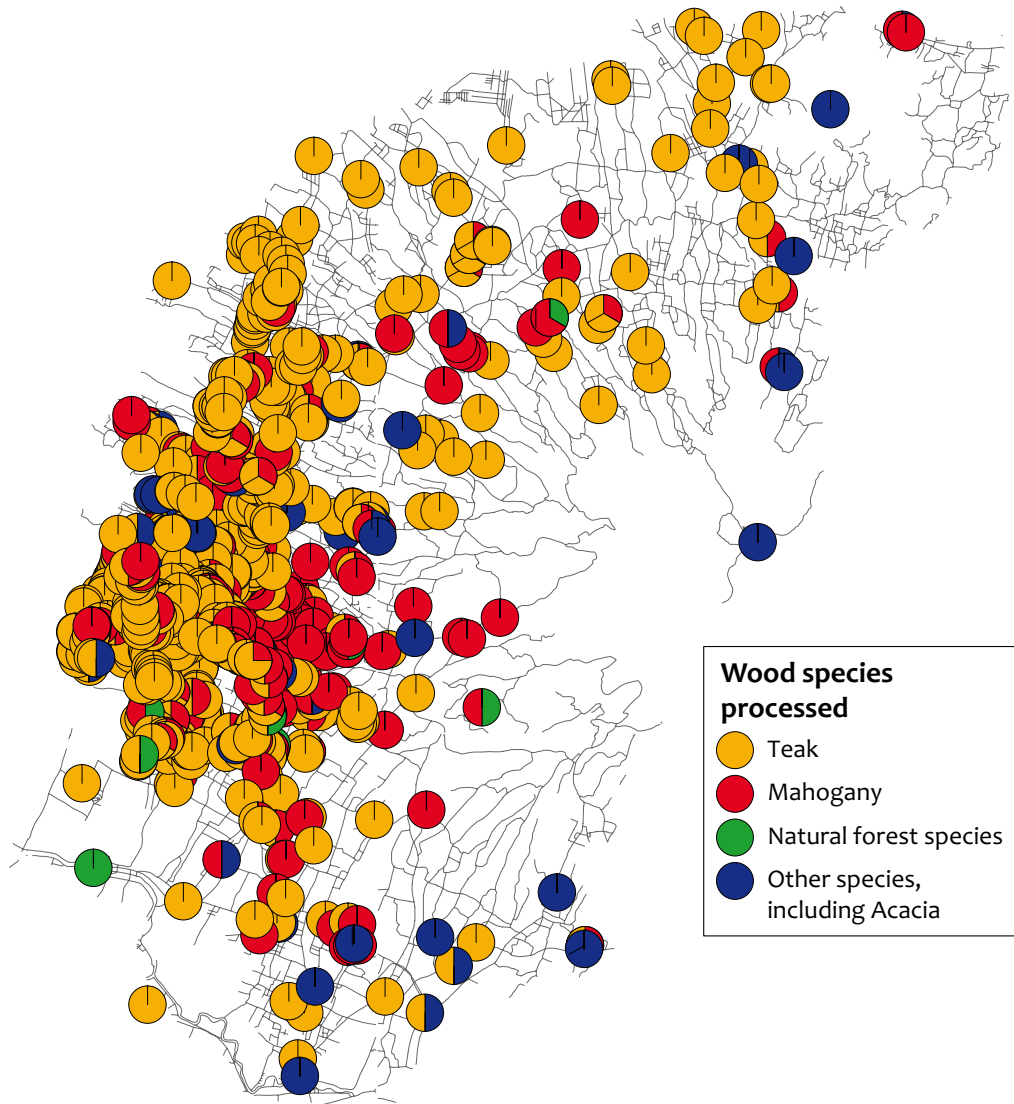 Wood species
processed
Teak
Mahogany
Natural forest species
Other species,
including Acacia